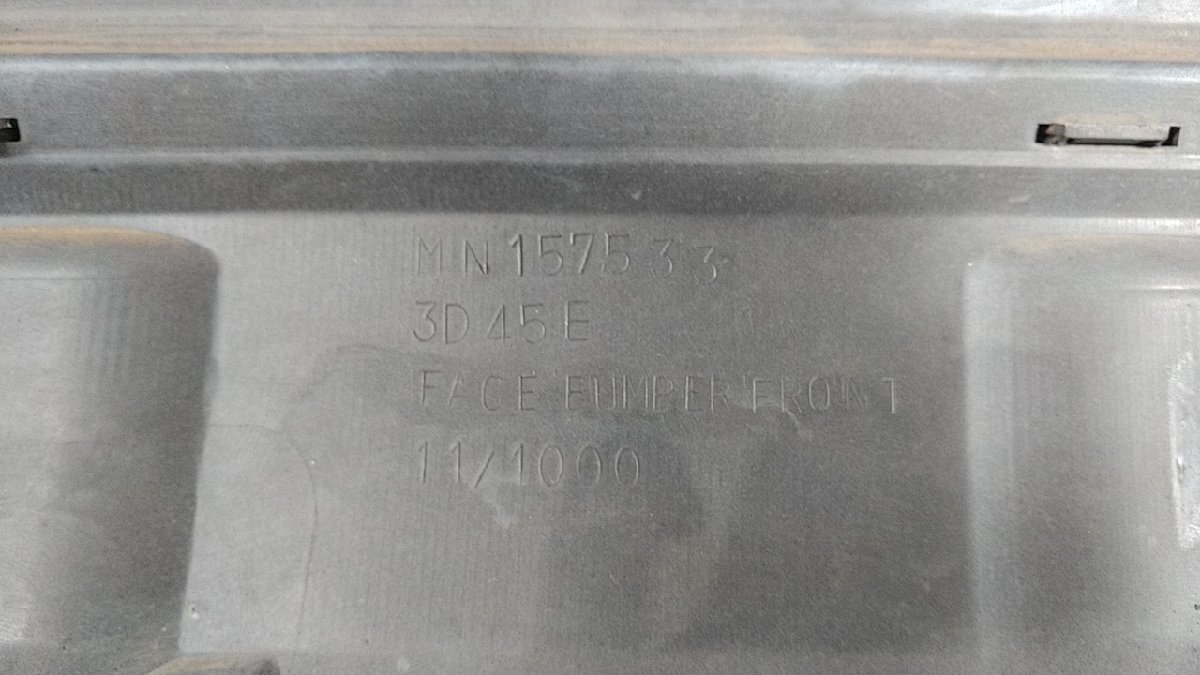 MN157533
3D45E
FACE BUMPER FRONT
11/1000